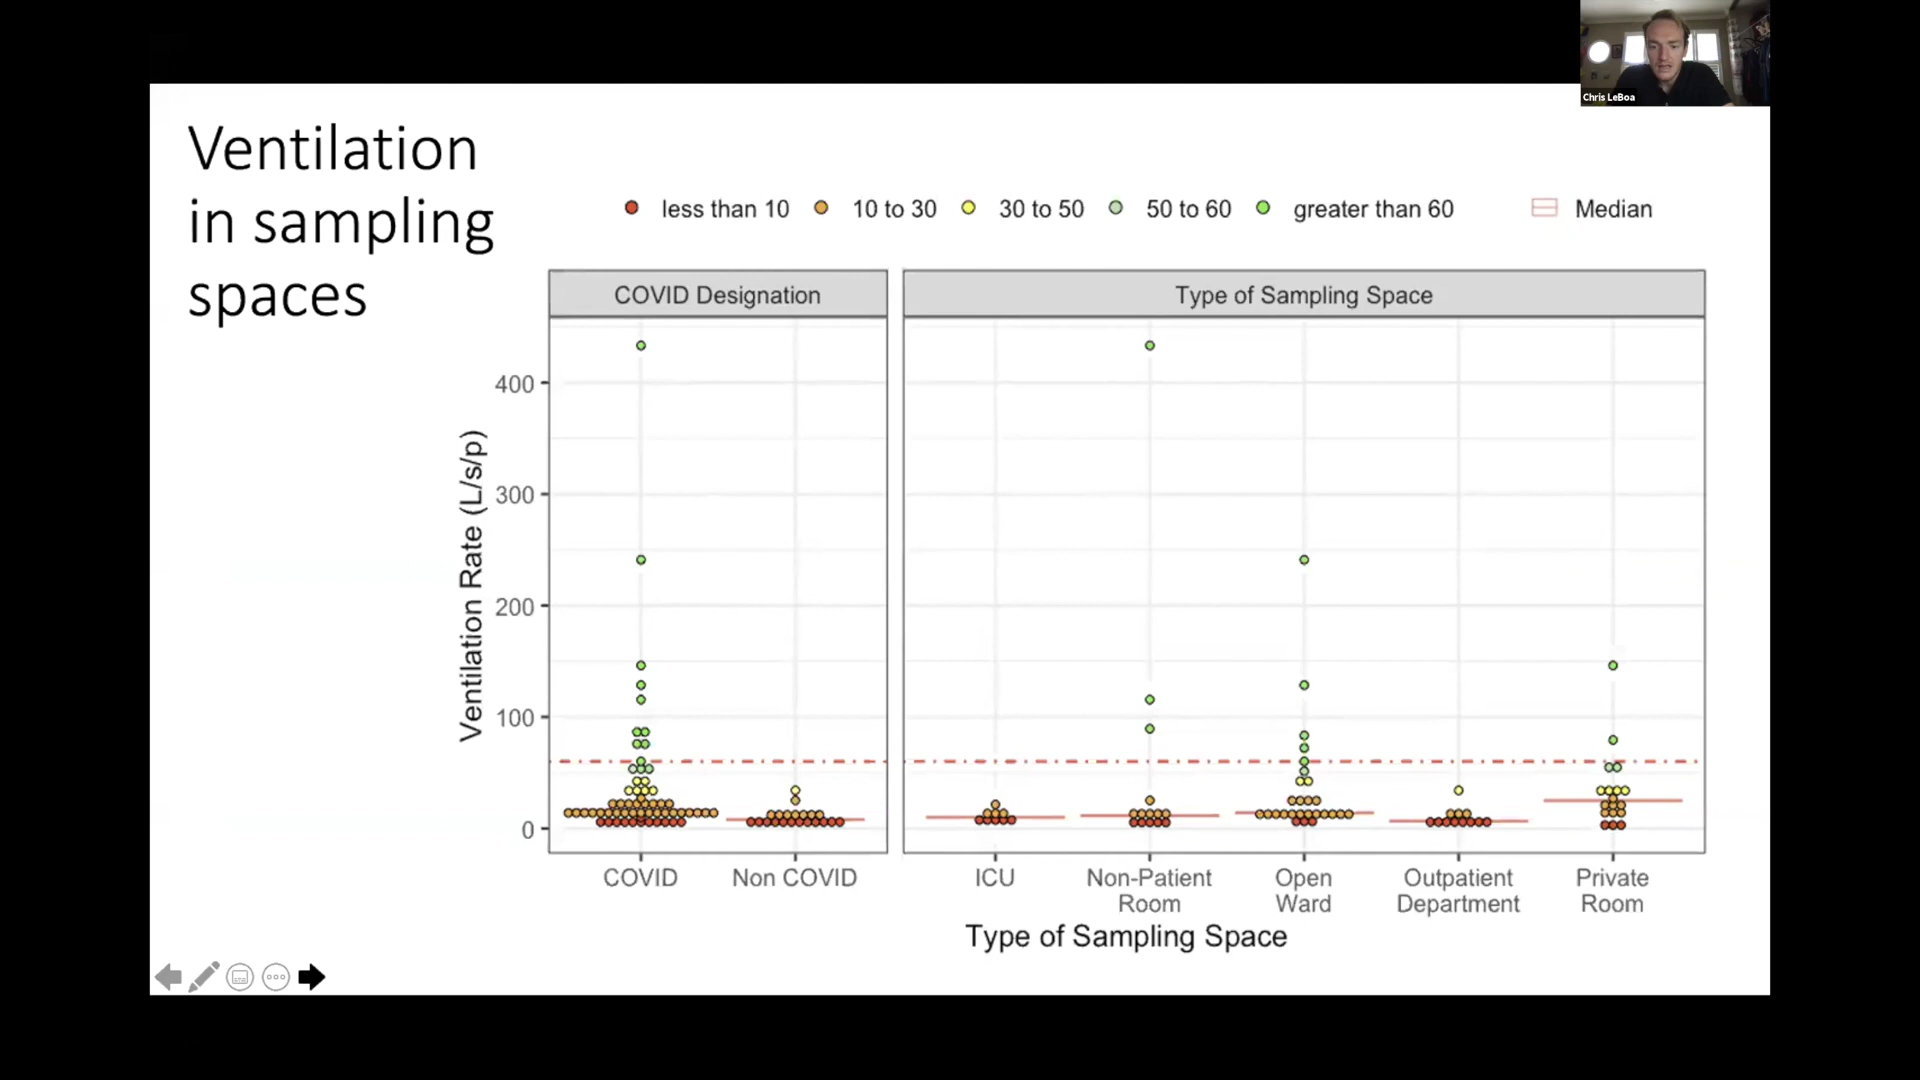 Chris LeBoa
Ventilation
in sampling
spaces
less than 10
10 to 30
30 to 50
50 to 60
greater than 60
Median
COVID Designation
Type of Sampling Space
Ventilation Rate (L/s/p)
400
300
200
100
0
COVID
Non COVID
ICU
Non-Patient
Room
Open
Ward
Outpatient
Department
Private
Room
Type of Sampling Space